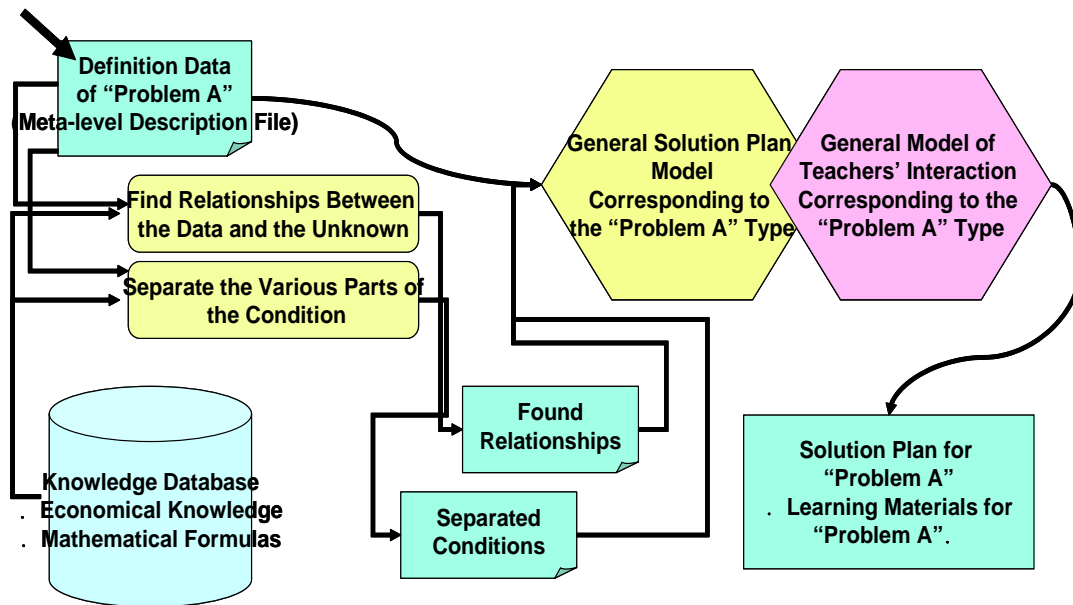 Definition Data
of “Problem A”
(Meta-level Description File)
Find Relationships Between
the Data and the Unknown
Separate the Various Parts of
the Condition
Knowledge Database
. Economical Knowledge
. Mathematical Formulas
General Solution Plan
Model
Corresponding to
the “Problem A” Type
General Model of
Teachers’ Interaction
Corresponding to the
“Problem A” Type
Found
Relationships
Separated
Conditions
Solution Plan for
“Problem A”
. Learning Materials for
“Problem A”.